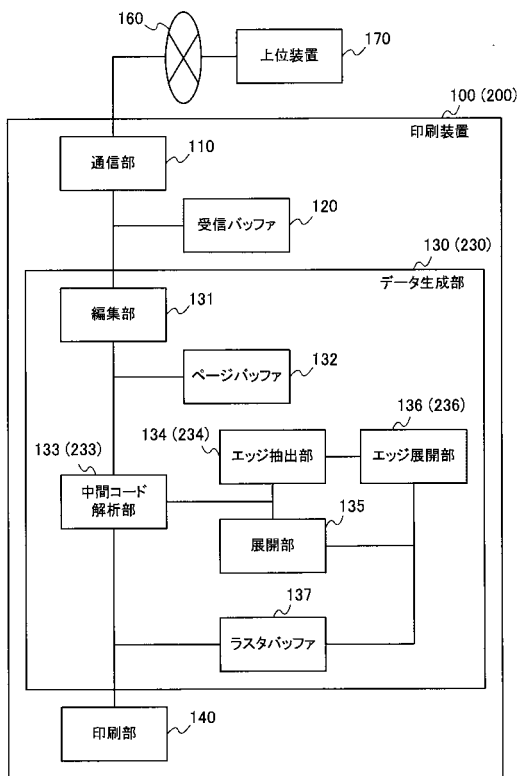 160
170
上位装置
100 (200)
印刷装置
通信部
110
120
受信バッファ
130 (230)
データ生成部
131
編集部
132
ページバッファ
136 (236)
134 (234)
133 (233)
エッジ抽出部
エッジ展開部
中間コード
解析部
135
展開部
137
ラスタバッファ
印刷部
140